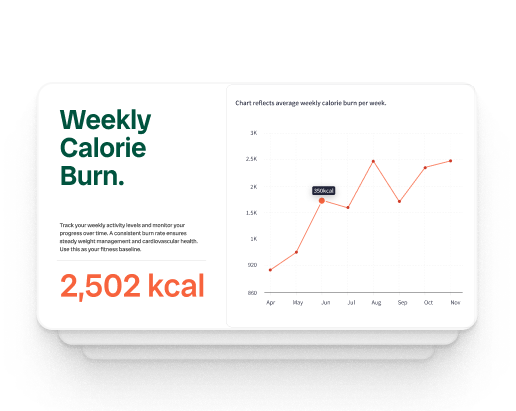 Weekly
Calorie
Burn.
Track your weekly activity levels and monitor your
progress over time. A consistent burn rate ensures
steady weight management and cardiovascular health.
Use this as your fitness baseline.
2,502 kcal
Chart reflects average weekly calorie burn per week.
3K
2.5K
2K
1.5K
1K
920
860
350kcal
Apr May Jun Jul Aug Sep Oct Nov